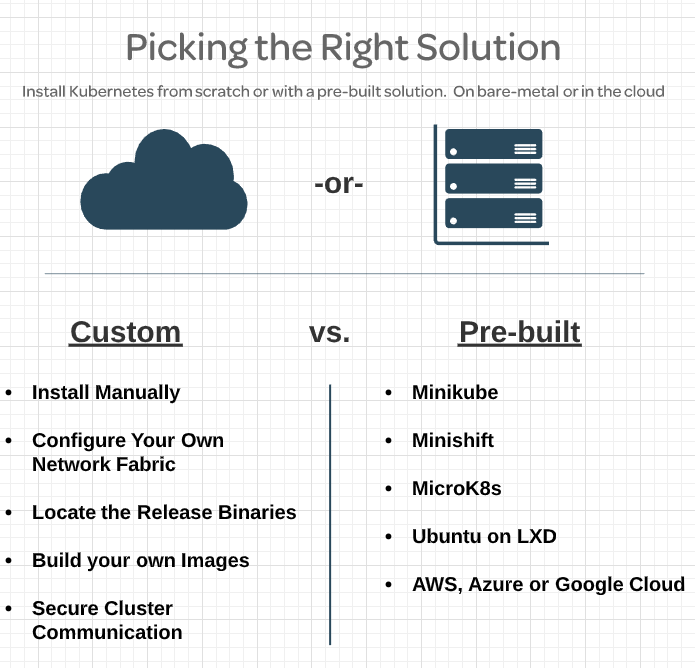 Picking the Right Solution
Install Kubernetes from scratch or with a pre-built solution. On bare-metal or in the cloud
-or-
Custom vs. Pre-built
• Install Manually
• Configure Your Own
Network Fabric
• Locate the Release Binaries
• Build your own Images
• Secure Cluster
Communication
• Minikube
• Minishift
• MicroK8s
• Ubuntu on LXD
• AWS, Azure or Google Cloud